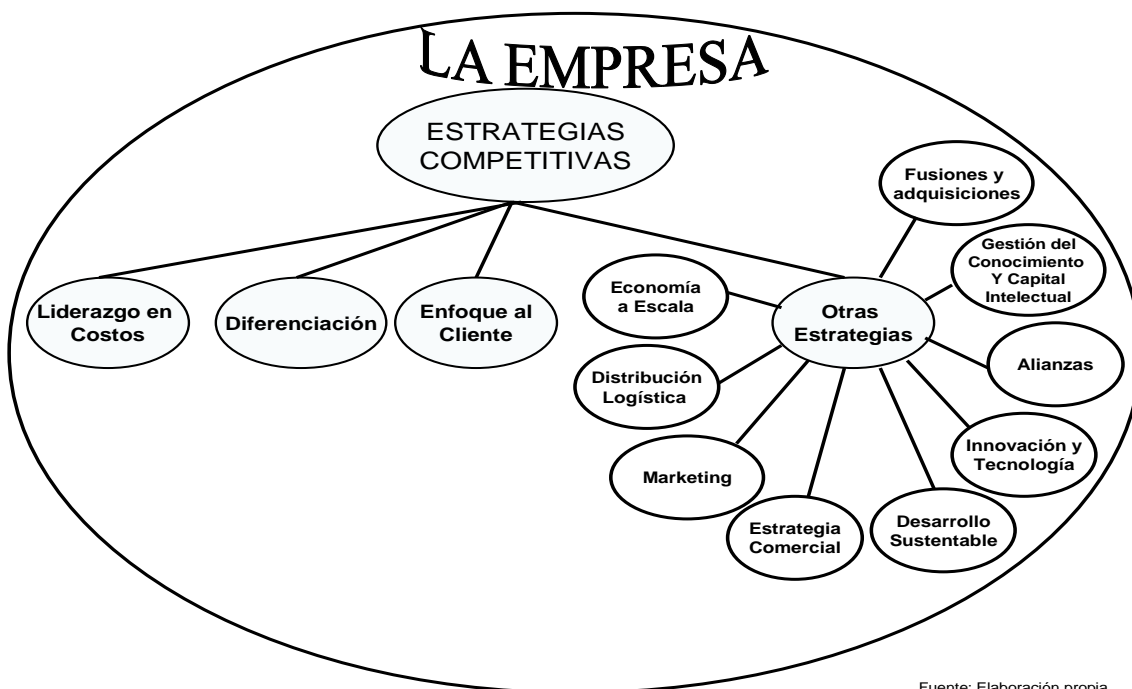 LA EMPRESA
ESTRATEGIAS
COMPETITIVAS
Fusiones y
adquisiciones
Gestión del
Conocimiento
Y Capital
Intelectual
Economía
a Escala
Liderazgo en
Costos
Diferenciación
Enfoque al
Cliente
Otras
Estrategias
Alianzas
Distribución
Logística
Innovación y
Tecnología
Marketing
Estrategia
Comercial
Desarrollo
Sustentable
Fuente: Elaboración propia